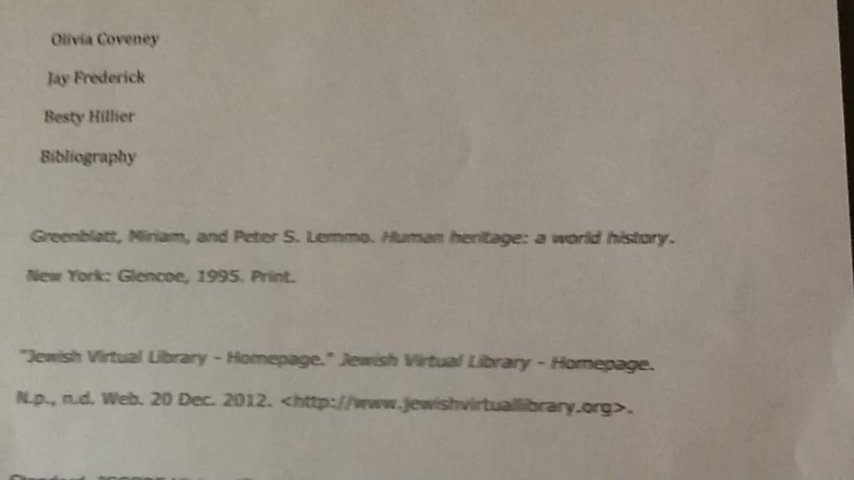 Olivia Coveney
Jay Frederick
Besty Hillier
Bibliography
Greenblatt, Miriam, and Peter S. Lemmo. Human heritage: a world history.
New York: Glencoe, 1995. Print.
"Jewish Virtual Library - Homepage." Jewish Virtual Library - Homepage.
N.p., n.d. Web. 20 Dec. 2012. <http://www.jewishvirtuallibrary.org>.